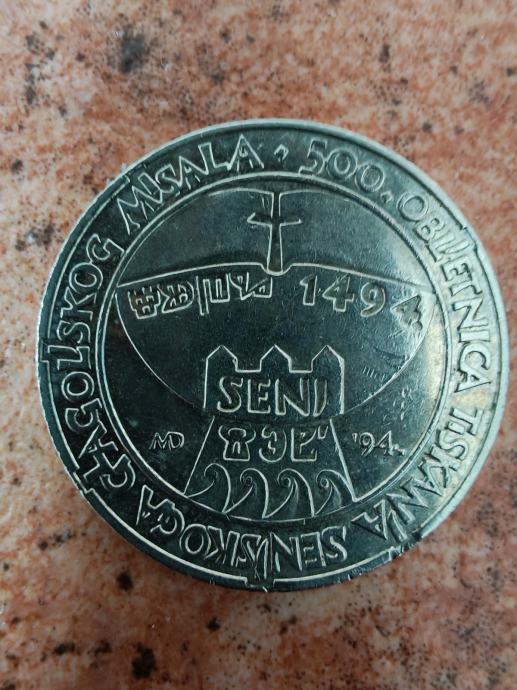 500. OBLJETNICA TISKANJA SENJSKOGA GLAGOLJSKOG MISALA ·
1494
SENJ
MD '94.